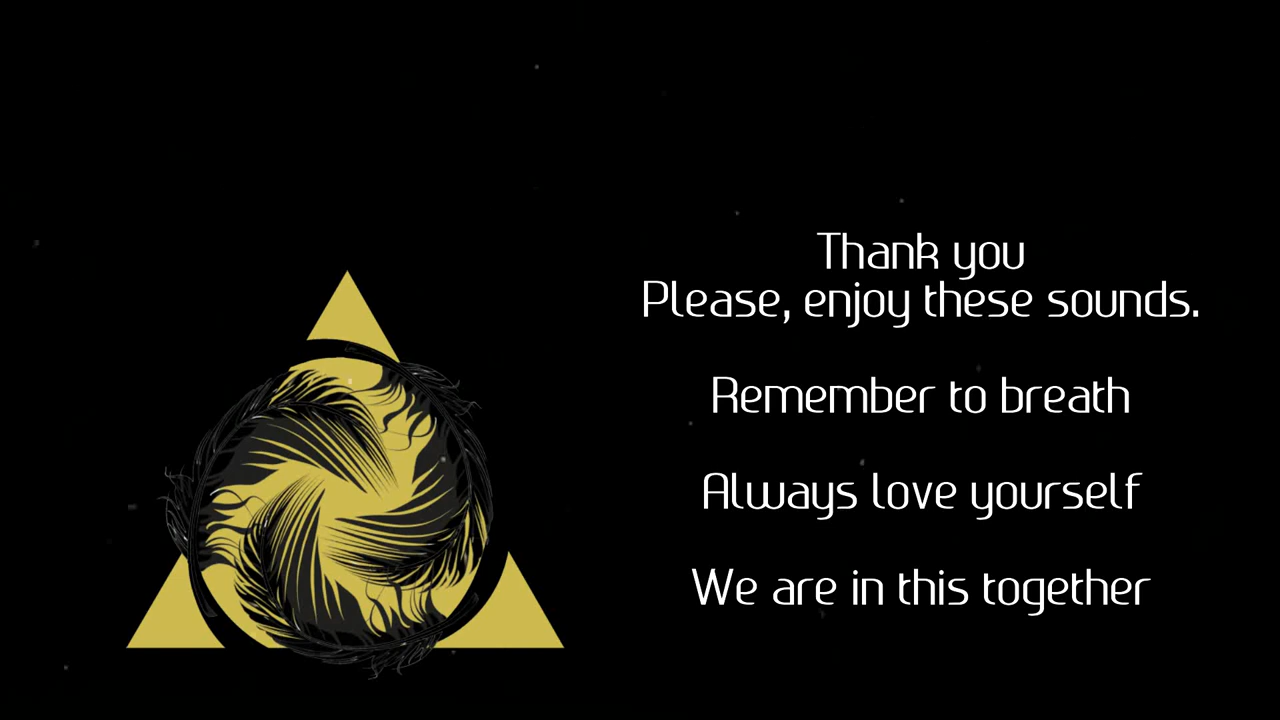 Thank you
Please, enjoy these sounds.
Remember to breath
Always love yourself
We are in this together